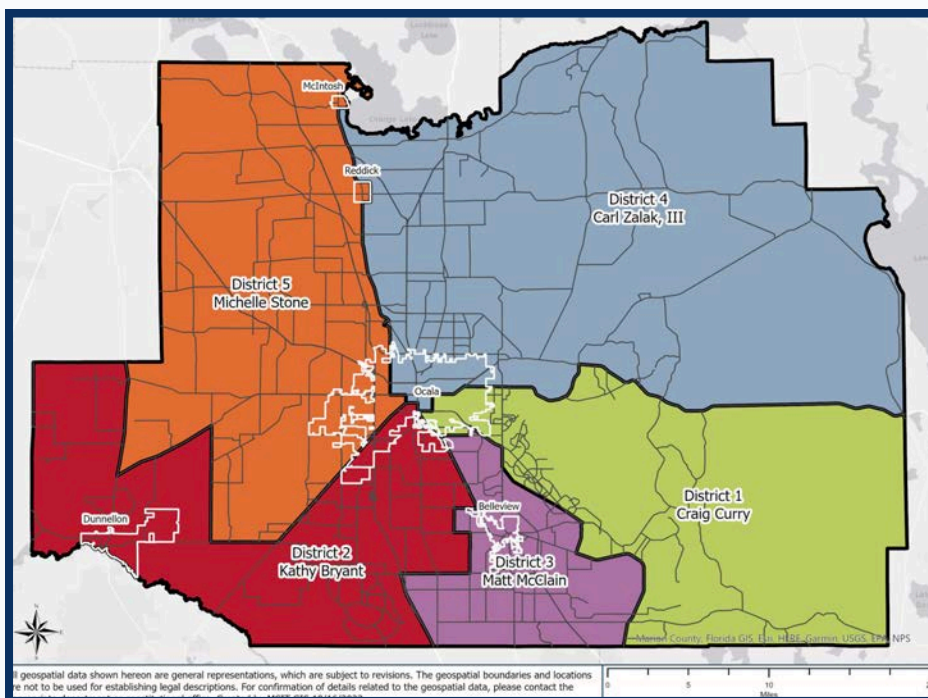 McIntosh
Reddick
District 4
Carl Zalak, III
District 5
Michelle Stone
Ocala
District 1
Craig Curry
Belleview
Dunnellon
District 2
Kathy Bryant
District 3
Matt McClain
Marion County, Florida GIS, Esri, HERE, Garmin, USGS, EPA, NPS
ll geospatial data shown hereon are general representations, which are subject to revisions. The geospatial boundaries and locations
re not to be used for establishing legal descriptions. For confirmation of details related to the geospatial data, please contact the
0 5 10
Miles